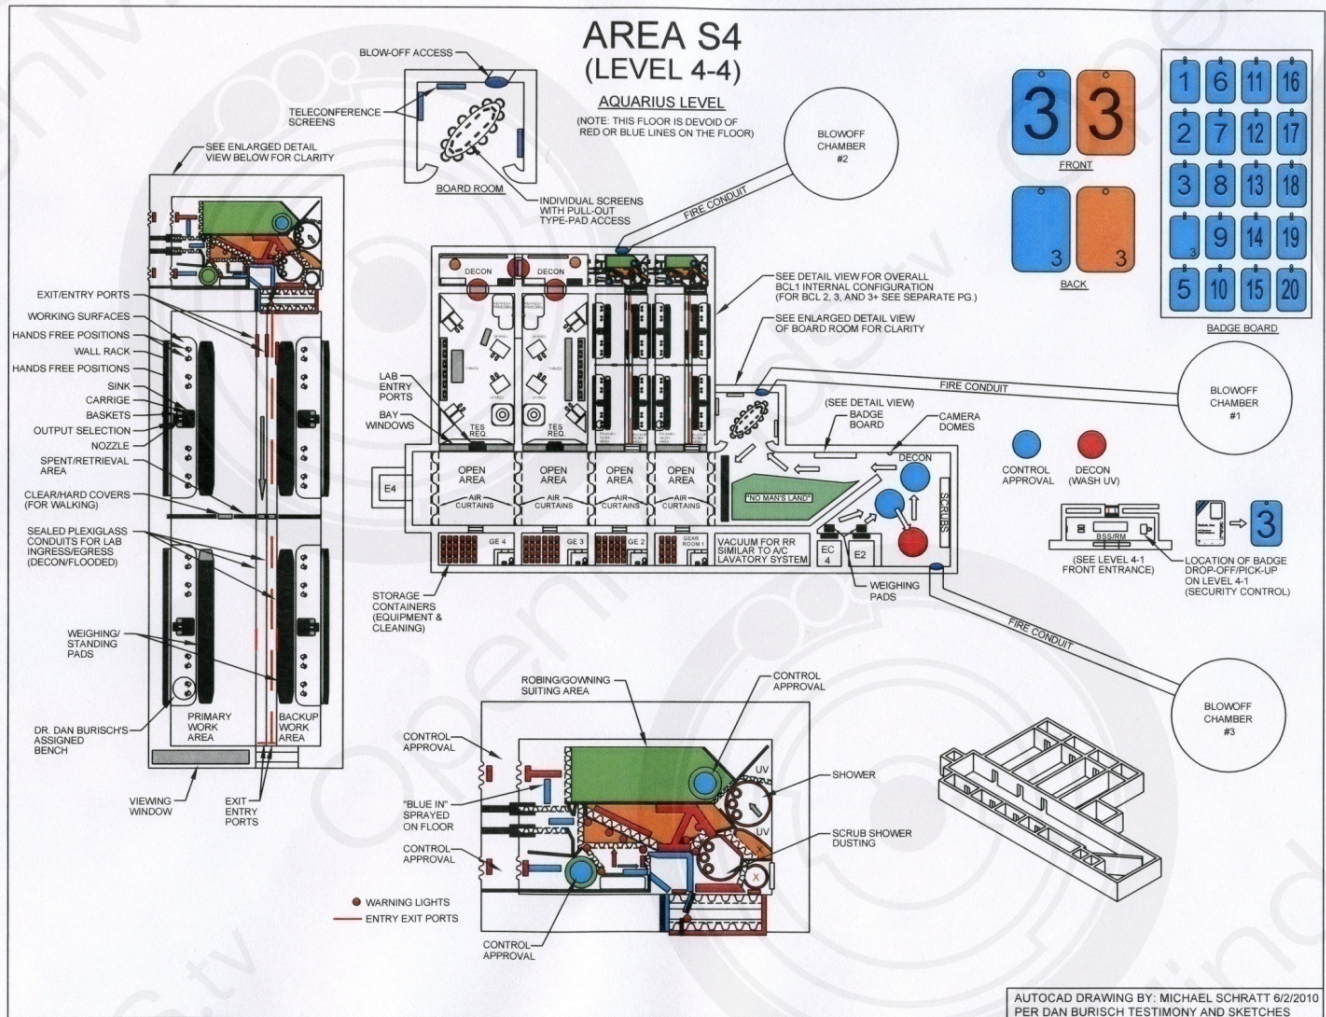 AREA S4
(LEVEL 4-4)
AQUARIUS LEVEL
(NOTE: THIS FLOOR IS DEVOID OF
RED OR BLUE LINES ON THE FLOOR)
BLOW-OFF ACCESS
TELECONFERENCE
SCREENS
BOARD ROOM
INDIVIDUAL SCREENS
WITH PULL-OUT
TYPE-PAD ACCESS
SEE ENLARGED DETAIL
VIEW BELOW FOR CLARITY
BLOWOFF
CHAMBER
#2
FIRE CONDUIT
3
3
FRONT
3
3
BACK
1 6 11 16
2 7 12 17
3 8 13 18
3 9 14 19
5 10 15 20
BADGE BOARD
EXIT/ENTRY PORTS
WORKING SURFACES
HANDS FREE POSITIONS
WALL RACK
HANDS FREE POSITIONS
SINK
CARRIGE
BASKETS
OUTPUT SELECTION
NOZZLE
SPENT/RETRIEVAL
AREA
CLEAR/HARD COVERS
(FOR WALKING)
SEALED PLEXIGLASS
CONDUITS FOR LAB
INGRESS/EGRESS
(DECON/FLOODED)
WEIGHING/
STANDING
PADS
DR. DAN BURISCH'S
ASSIGNED
BENCH
PRIMARY
WORK
AREA
BACKUP
WORK
AREA
VIEWING
WINDOW
EXIT
ENTRY
PORTS
DECON
DECON
SEE DETAIL VIEW FOR OVERALL
BCL1 INTERNAL CONFIGURATION
(FOR BCL 2, 3, AND 3+ SEE SEPARATE PG.)
SEE ENLARGED DETAIL VIEW
OF BOARD ROOM FOR CLARITY
LAB
ENTRY
PORTS
BAY
WINDOWS
TES
REQ.
TES
REQ.
FIRE CONDUIT
BLOWOFF
CHAMBER
#1
(SEE DETAIL VIEW)
BADGE
BOARD
CAMERA
DOMES
E4
OPEN
AREA
OPEN
AREA
OPEN
AREA
OPEN
AREA
AIR
CURTAINS
AIR
CURTAINS
AIR
CURTAINS
"NO MAN'S LAND"
DECON
SCRUBS
GE 4
GE 3
GE 2
GEAR
ROOM 1
VACUUM FOR RR
SIMILAR TO A/C
LAVATORY SYSTEM
EC
4
E2
WEIGHING
PADS
STORAGE
CONTAINERS
(EQUIPMENT &
CLEANING)
CONTROL
APPROVAL
DECON
(WASH UV)
BSS/RM
3
(SEE LEVEL 4-1
FRONT ENTRANCE)
LOCATION OF BADGE
DROP-OFF/PICK-UP
ON LEVEL 4-1
(SECURITY CONTROL)
FIRE CONDUIT
BLOWOFF
CHAMBER
#3
ROBING/GOWNING
SUITING AREA
CONTROL
APPROVAL
CONTROL
APPROVAL
"BLUE IN"
SPRAYED
ON FLOOR
CONTROL
APPROVAL
UV
UV
X
X
SHOWER
SCRUB SHOWER
DUSTING
WARNING LIGHTS
ENTRY EXIT PORTS
CONTROL
APPROVAL
AUTOCAD DRAWING BY: MICHAEL SCHRATT 6/2/2010
PER DAN BURISCH TESTIMONY AND SKETCHES